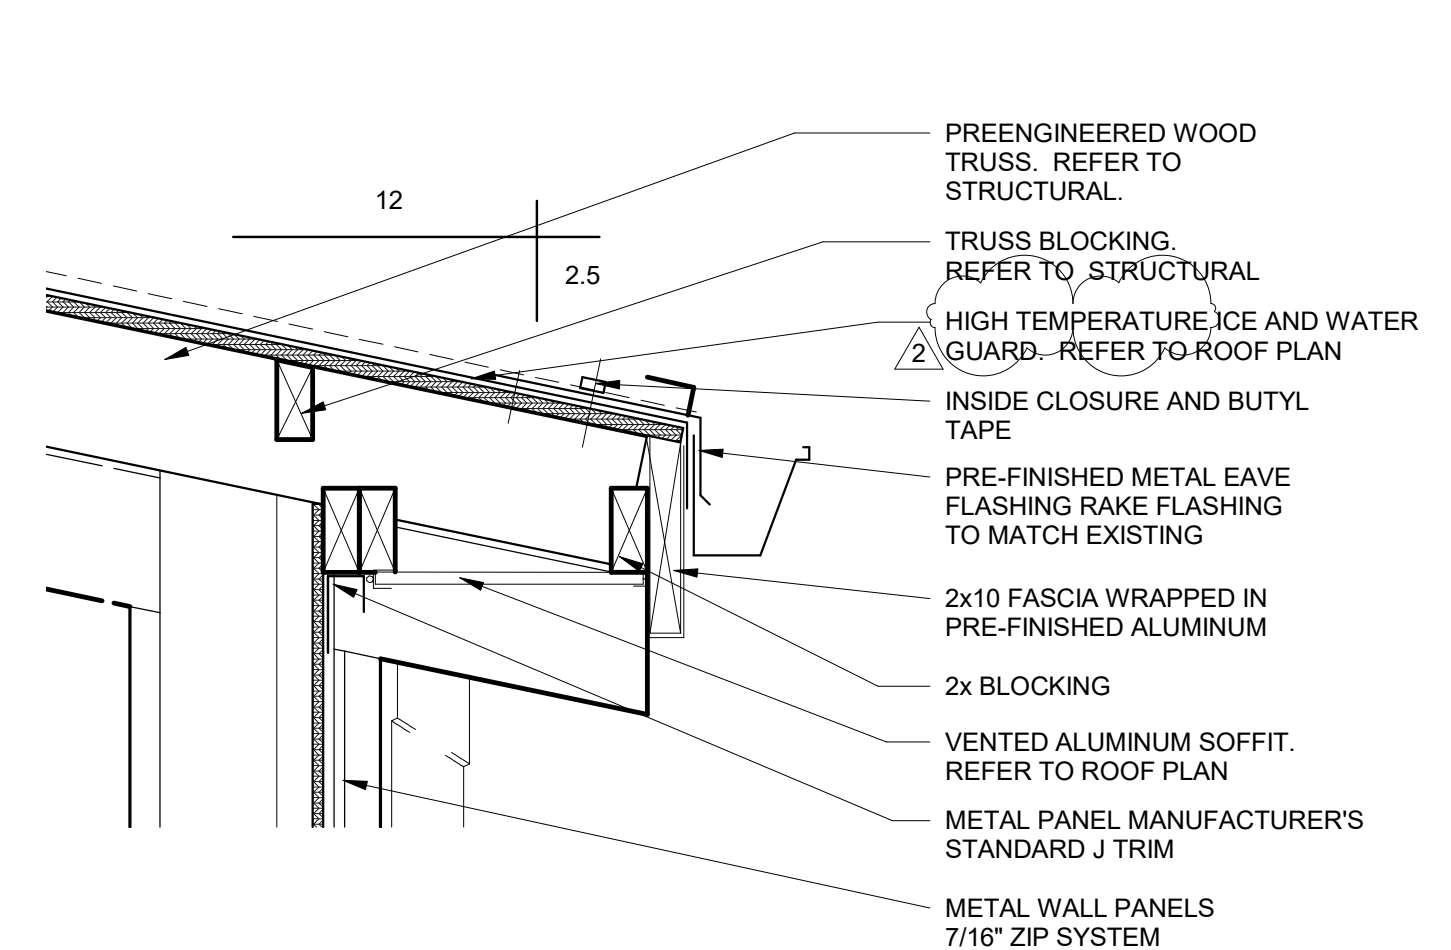 PREENGINEERED WOOD
TRUSS. REFER TO
STRUCTURAL.
12
2.5
TRUSS BLOCKING.
REFER TO STRUCTURAL
HIGH TEMPERATURE ICE AND WATER
GUARD. REFER TO ROOF PLAN
2
INSIDE CLOSURE AND BUTYL
TAPE
PRE-FINISHED METAL EAVE
FLASHING RAKE FLASHING
TO MATCH EXISTING
2x10 FASCIA WRAPPED IN
PRE-FINISHED ALUMINUM
2x BLOCKING
VENTED ALUMINUM SOFFIT.
REFER TO ROOF PLAN
METAL PANEL MANUFACTURER'S
STANDARD J TRIM
METAL WALL PANELS
7/16" ZIP SYSTEM